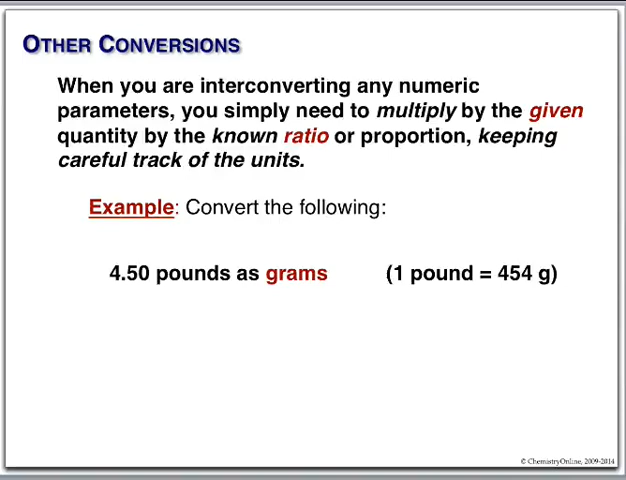 OTHER CONVERSIONS
When you are interconverting any numeric
parameters, you simply need to multiply by the given
quantity by the known ratio or proportion, keeping
careful track of the units.
Example: Convert the following:
4.50 pounds as grams (1 pound = 454 g)
© ChemistryOnline, 2009-2014